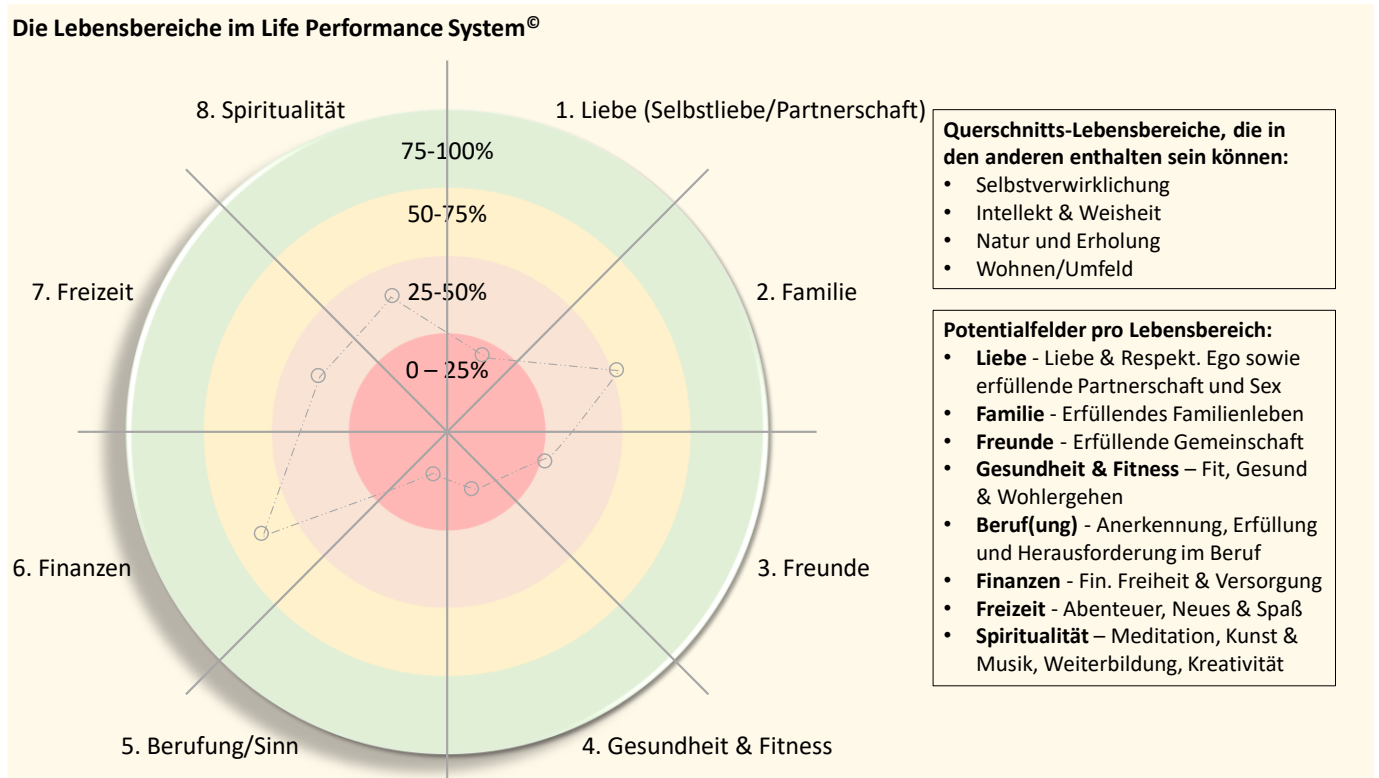 Die Lebensbereiche im Life Performance System©
8. Spiritualität
1. Liebe (Selbstliebe/Partnerschaft)
75-100%
50-75%
7. Freizeit
25-50%
2. Familie
0 – 25%
6. Finanzen
3. Freunde
5. Berufung/Sinn
4. Gesundheit & Fitness
Querschnitts-Lebensbereiche, die in
den anderen enthalten sein können:
• Selbstverwirklichung
• Intellekt & Weisheit
• Natur und Erholung
• Wohnen/Umfeld
Potentialfelder pro Lebensbereich:
• Liebe - Liebe & Respekt. Ego sowie
erfüllende Partnerschaft und Sex
• Familie - Erfüllendes Familienleben
• Freunde - Erfüllende Gemeinschaft
• Gesundheit & Fitness – Fit, Gesund
& Wohlergehen
• Beruf(ung) - Anerkennung, Erfüllung
und Herausforderung im Beruf
• Finanzen - Fin. Freiheit & Versorgung
• Freizeit - Abenteuer, Neues & Spaß
• Spiritualität – Meditation, Kunst &
Musik, Weiterbildung, Kreativität